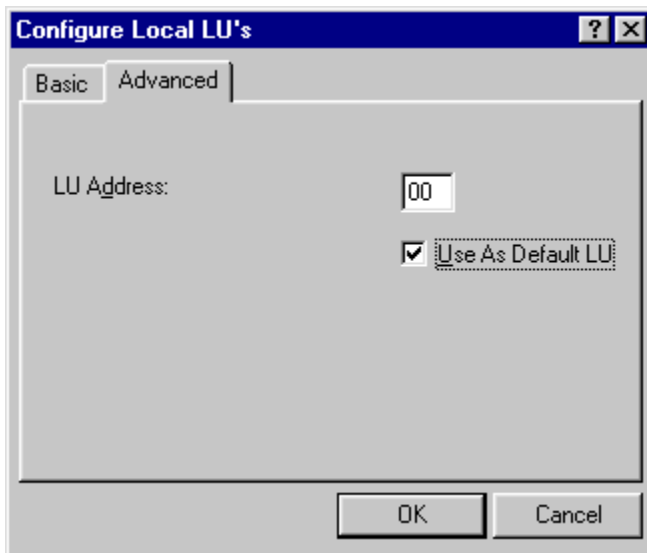 Configure Local LU's
Basic Advanced
LU Address: 00
Use As Default LU
OK Cancel